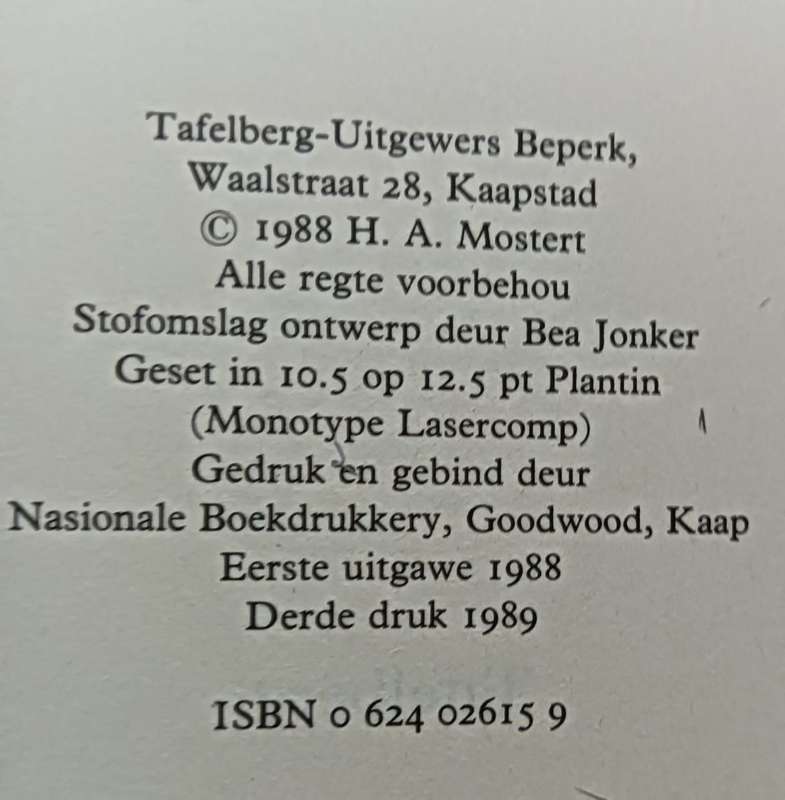 Tafelberg-Uitgewers Beperk,
Waalstraat 28, Kaapstad
© 1988 H. A. Mostert
Alle regte voorbehou
Stofomslag ontwerp deur Bea Jonker
Geset in 10.5 op 12.5 pt Plantin
(Monotype Lasercomp)
Gedruk en gebind deur
Nasionale Boekdrukkery, Goodwood, Kaap
Eerste uitgawe 1988
Derde druk 1989
ISBN 0 624 02615 9